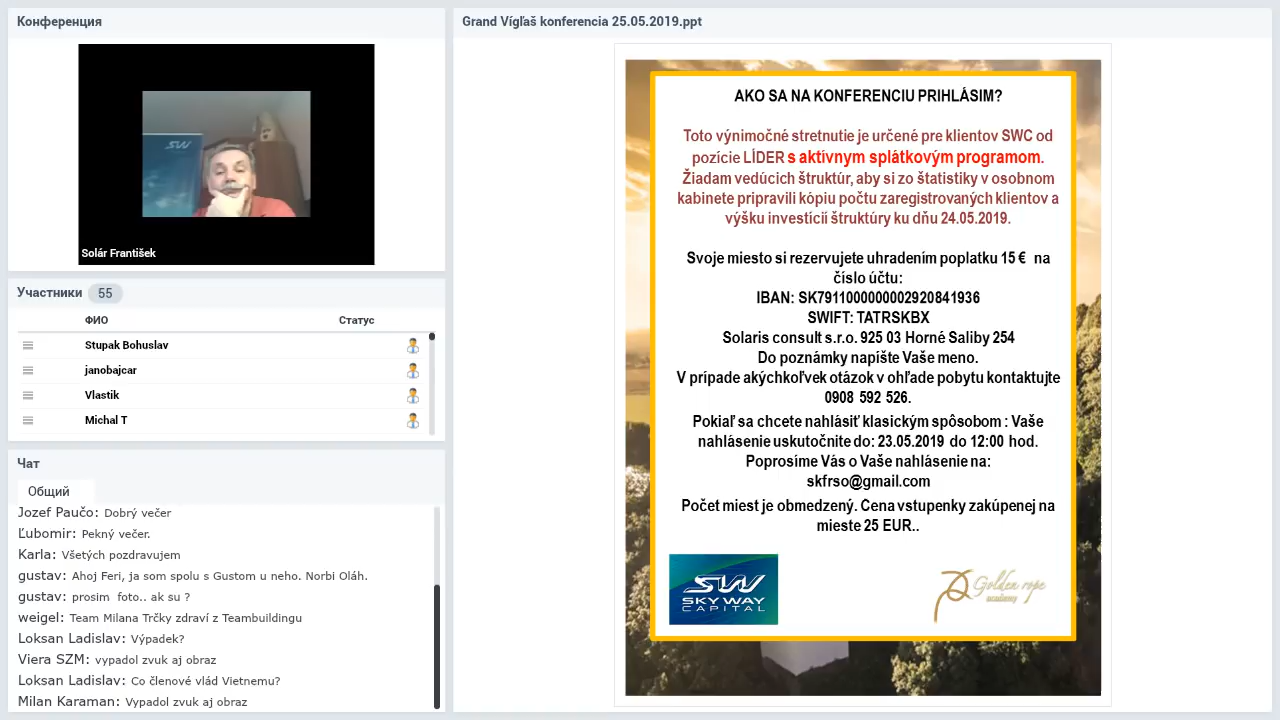 Конференция
Solár František
Участники 55
ФИО Статус
Stupak Bohuslav
janobajcar
Vlastik
Michal T
Чат
Общий
Jozef Paučo: Dobrý večer
Ľubomir: Pekný večer.
Karla: Všetých pozdravujem
gustav: Ahoj Feri, ja som spolu s Gustom u neho. Norbi Oláh.
gustav: prosim foto.. ak su ?
weigel: Team Milana Trčky zdraví z Teambuildingu
Loksan Ladislav: Výpadek?
Viera SZM: vypadol zvuk aj obraz
Loksan Ladislav: Co členové vlád Vietnemu?
Milan Karaman: Vypadol zvuk aj obraz
Grand Vígľaš konferencia 25.05.2019.ppt
AKO SA NA KONFERENCIU PRIHLÁSIM?
Toto výnimočné stretnutie je určené pre klientov SWC od
pozície LÍDER s aktívnym splátkovým programom.
Žiadam vedúcich štruktúr, aby si zo štatistiky v osobnom
kabinete pripravili kópiu počtu zaregistrovaných klientov a
výšku investícií štruktúry ku dňu 24.05.2019.
Svoje miesto si rezervujete uhradením poplatku 15 € na
číslo účtu:
IBAN: SK7911000000002920841936
SWIFT: TATRSKBX
Solaris consult s.r.o. 925 03 Horné Saliby 254
Do poznámky napíšte Vaše meno.
V prípade akýchkoľvek otázok v ohľade pobytu kontaktujte
0908 592 526.
Pokiaľ sa chcete nahlásiť klasickým spôsobom : Vaše
nahlásenie uskutočnite do: 23.05.2019 do 12:00 hod.
Poprosíme Vás o Vaše nahlásenie na:
skfrso@gmail.com
Počet miest je obmedzený. Cena vstupenky zakúpenej na
mieste 25 EUR..
SW
SKY WAY
CAPITAL
Golden rope
academy